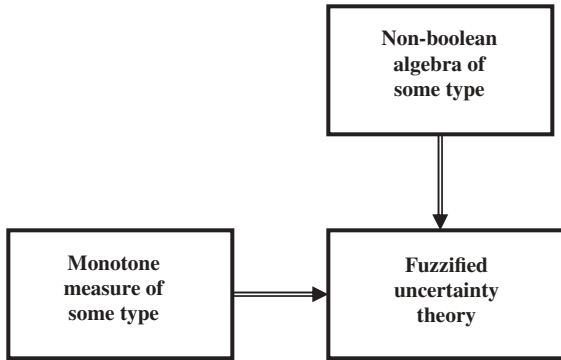 Non-boolean
algebra of
some type
Monotone
measure of
some type
Fuzzified
uncertainty
theory